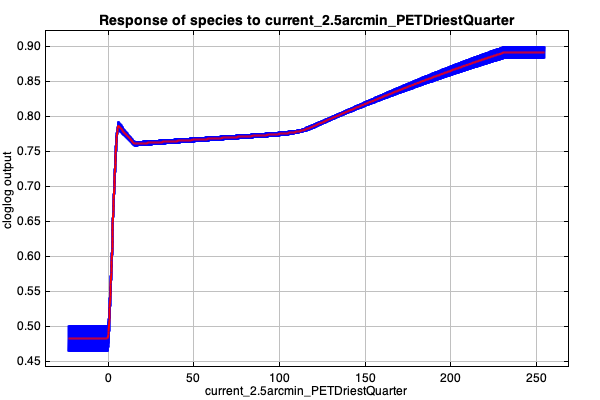 Response of species to current_2.5arcmin_PETDriestQuarter
0.90
0.85
0.80
0.75
0.70
0.65
0.60
0.55
0.50
0.45
cloglog output
0 50 100 150 200 250
current_2.5arcmin_PETDriestQuarter